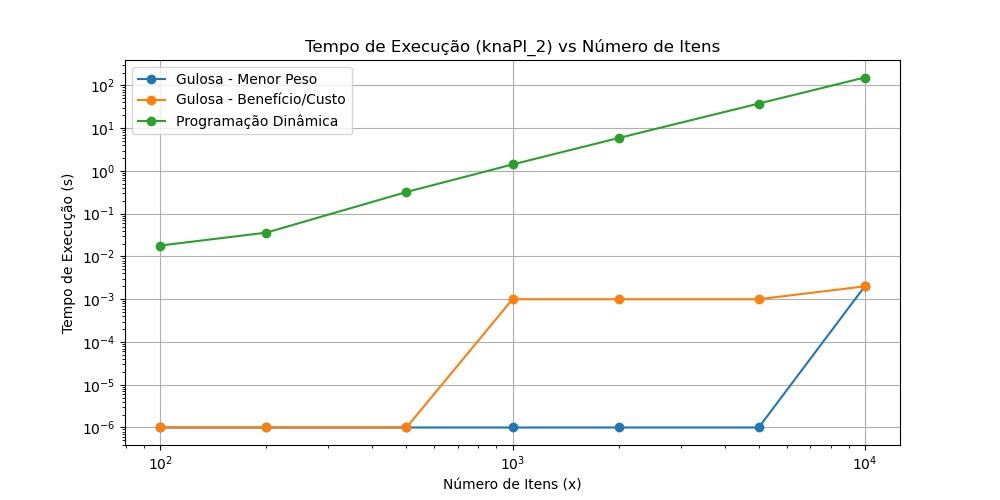 Tempo de Execução (knaPI_2) vs Número de Itens
Gulosa - Menor Peso
Gulosa - Benefício/Custo
Programação Dinâmica
Tempo de Execução (s)
10²
10¹
10⁰
10⁻¹
10⁻²
10⁻³
10⁻⁴
10⁻⁵
10⁻⁶
10²
10³
10⁴
Número de Itens (x)